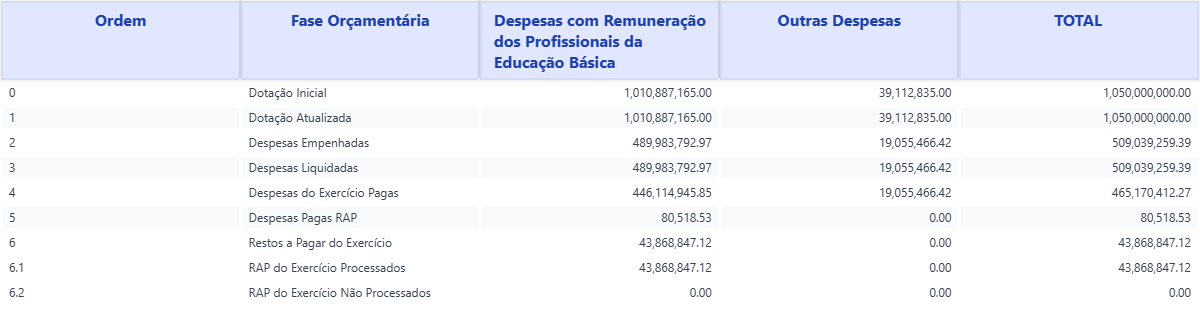 Ordem Fase Orçamentária Despesas com Remuneração dos Profissionais da Educação Básica Outras Despesas TOTAL
0 Dotação Inicial 1,010,887,165.00 39,112,835.00 1,050,000,000.00
1 Dotação Atualizada 1,010,887,165.00 39,112,835.00 1,050,000,000.00
2 Despesas Empenhadas 489,983,792.97 19,055,466.42 509,039,259.39
3 Despesas Liquidadas 489,983,792.97 19,055,466.42 509,039,259.39
4 Despesas do Exercício Pagas 446,114,945.85 19,055,466.42 465,170,412.27
5 Despesas Pagas RAP 80,518.53 0.00 80,518.53
6 Restos a Pagar do Exercício 43,868,847.12 0.00 43,868,847.12
6.1 RAP do Exercício Processados 43,868,847.12 0.00 43,868,847.12
6.2 RAP do Exercício Não Processados 0.00 0.00 0.00